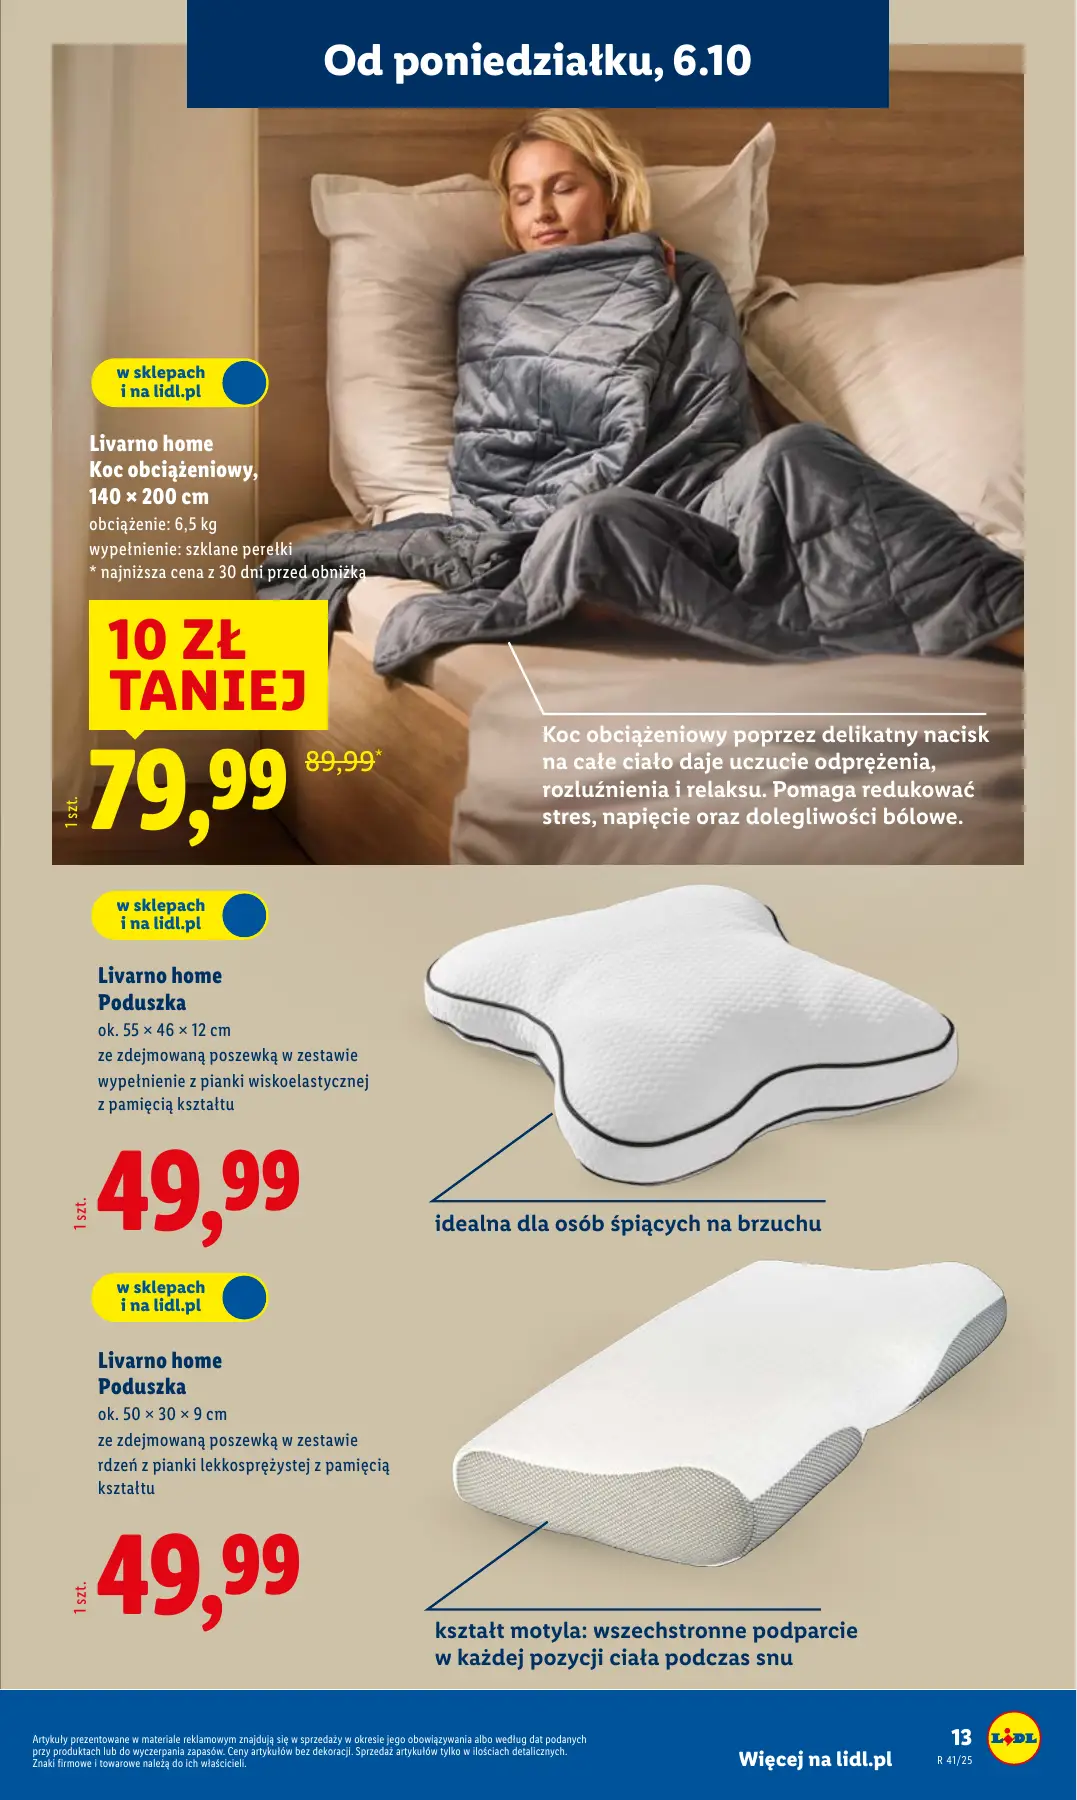 Od poniedziałku, 6.10
w sklepach
i na lidl.pl
Livarno home
Koc obciążeniowy,
140 × 200 cm
obciążenie: 6,5 kg
wypełnienie: szklane perełki
* najniższa cena z 30 dni przed obniżką
10 ZŁ
TANIEJ
1 szt.
79,99
89,99*
Koc obciążeniowy poprzez delikatny nacisk
na całe ciało daje uczucie odprężenia,
rozluźnienia i relaksu. Pomaga redukować
stres, napięcie oraz dolegliwości bólowe.
w sklepach
i na lidl.pl
Livarno home
Poduszka
ok. 55 × 46 × 12 cm
ze zdejmowaną poszewką w zestawie
wypełnienie z pianki wiskoelastycznej
z pamięcią kształtu
1 szt.
49,99
idealna dla osób śpiących na brzuchu
w sklepach
i na lidl.pl
Livarno home
Poduszka
ok. 50 × 30 × 9 cm
ze zdejmowaną poszewką w zestawie
rdzeń z pianki lekkosprężystej z pamięcią
kształtu
1 szt.
49,99
kształt motyla: wszechstronne podparcie
w każdej pozycji ciała podczas snu
Artykuły prezentowane w materiale reklamowym znajdują się w sprzedaży w okresie jego obowiązywania albo według dat podanych
przy produktach lub do wyczerpania zapasów. Ceny artykułów bez dekoracji. Sprzedaż artykułów tylko w ilościach detalicznych.
Znaki firmowe i towarowe należą do ich właścicieli.
Więcej na lidl.pl
13
R 41/25
LIDL